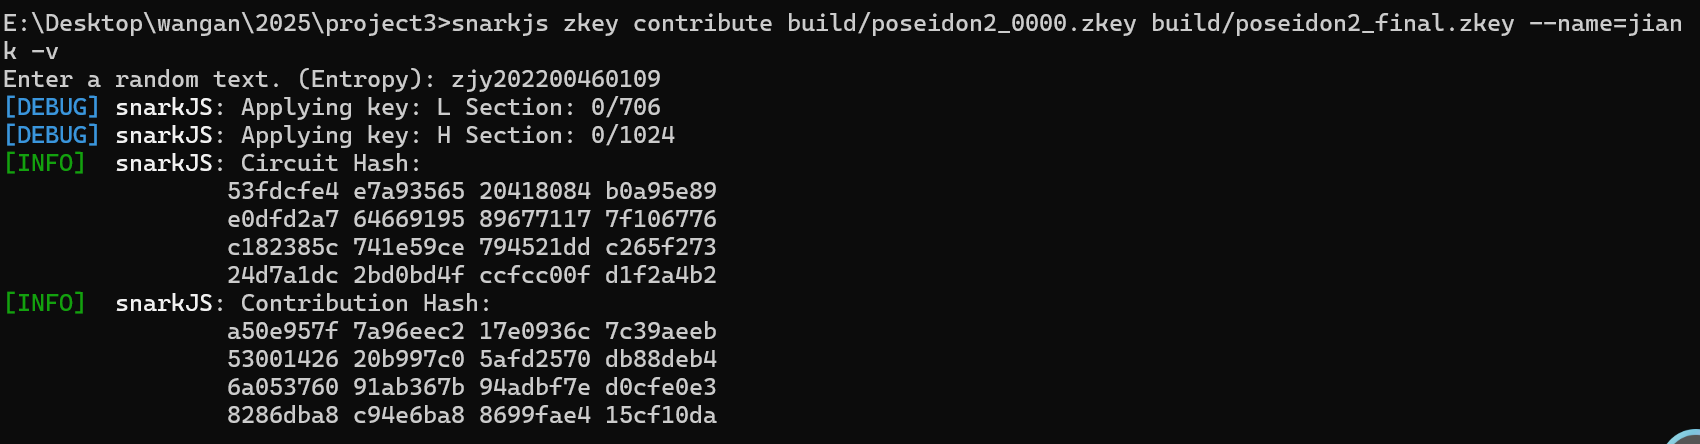 E:\Desktop\wangan\2025\project3>snarkjs zkey contribute build/poseidon2_0000.zkey build/poseidon2_final.zkey --name=jian
k -v
Enter a random text. (Entropy): zjy202200460109
[DEBUG] snarkJS: Applying key: L Section: 0/706
[DEBUG] snarkJS: Applying key: H Section: 0/1024
[INFO]  snarkJS: Circuit Hash:
53fdcfe4 e7a93565 20418084 b0a95e89
e0dfd2a7 64669195 89677117 7f106776
c182385c 741e59ce 794521dd c265f273
24d7a1dc 2bd0bd4f ccfcc00f d1f2a4b2
[INFO]  snarkJS: Contribution Hash:
a50e957f 7a96eec2 17e0936c 7c39aeeb
53001426 20b997c0 5afd2570 db88deb4
6a053760 91ab367b 94adbf7e d0cfe0e3
8286dba8 c94e6ba8 8699fae4 15cf10da